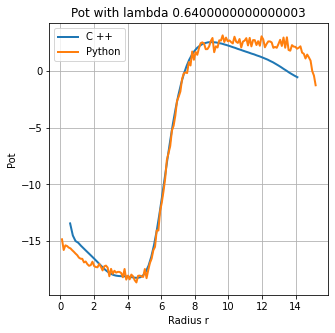 Pot with lambda 0.6400000000000003
C ++
Python
0
−5
−10
−15
Pot
0 2 4 6 8 10 12 14
Radius r